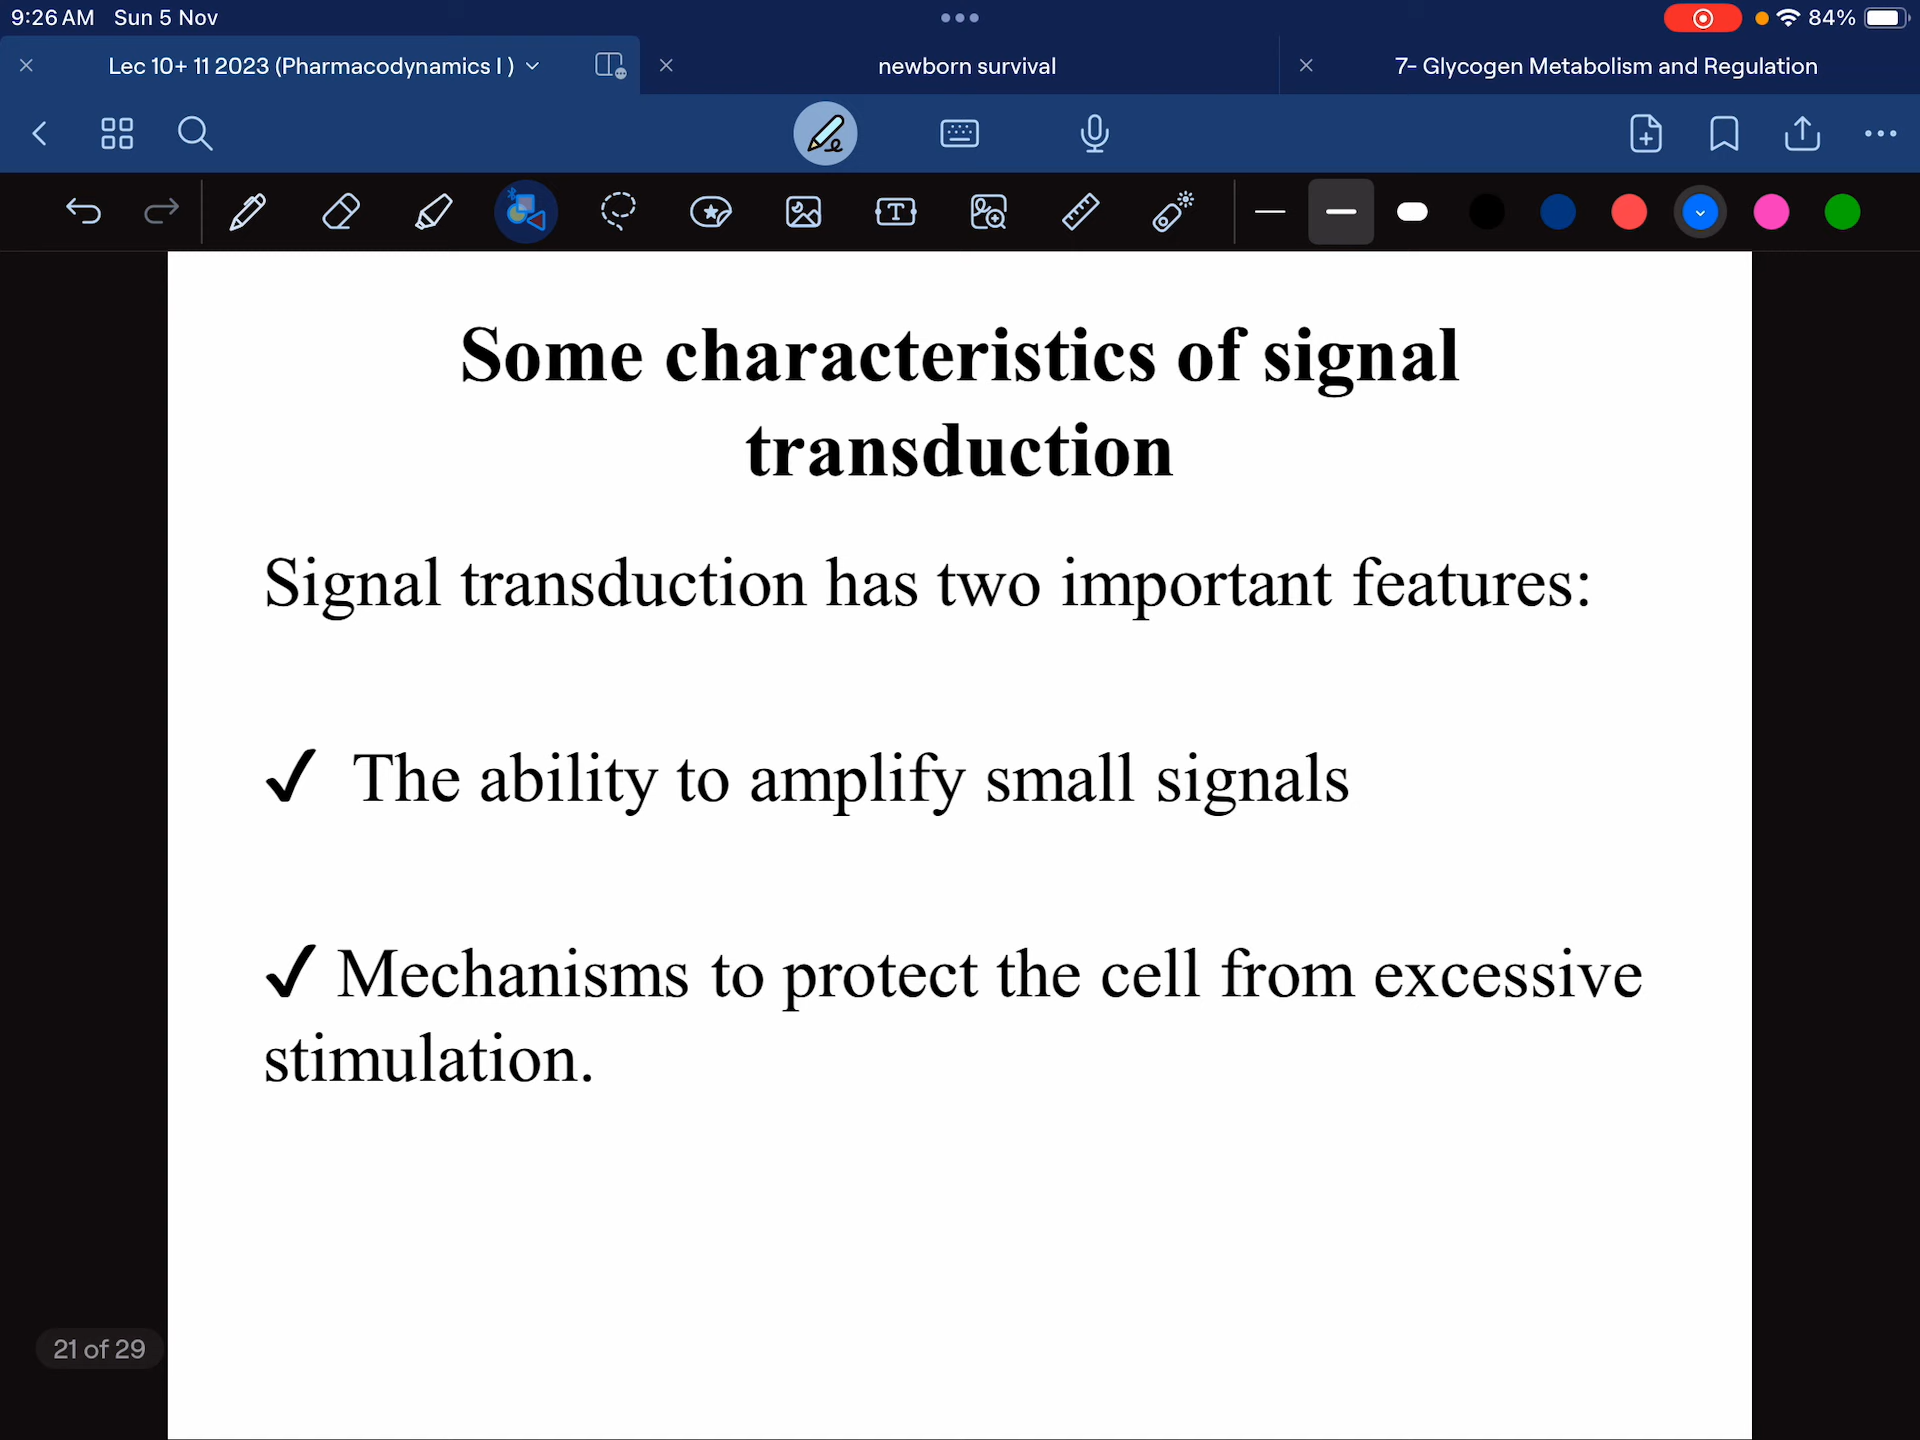 9:26 AM Sun 5 Nov
84%
Lec 10+ 11 2023 (Pharmacodynamics I )
newborn survival
7- Glycogen Metabolism and Regulation
Some characteristics of signal
transduction
Signal transduction has two important features:
✓ The ability to amplify small signals
✓ Mechanisms to protect the cell from excessive
stimulation.
21 of 29